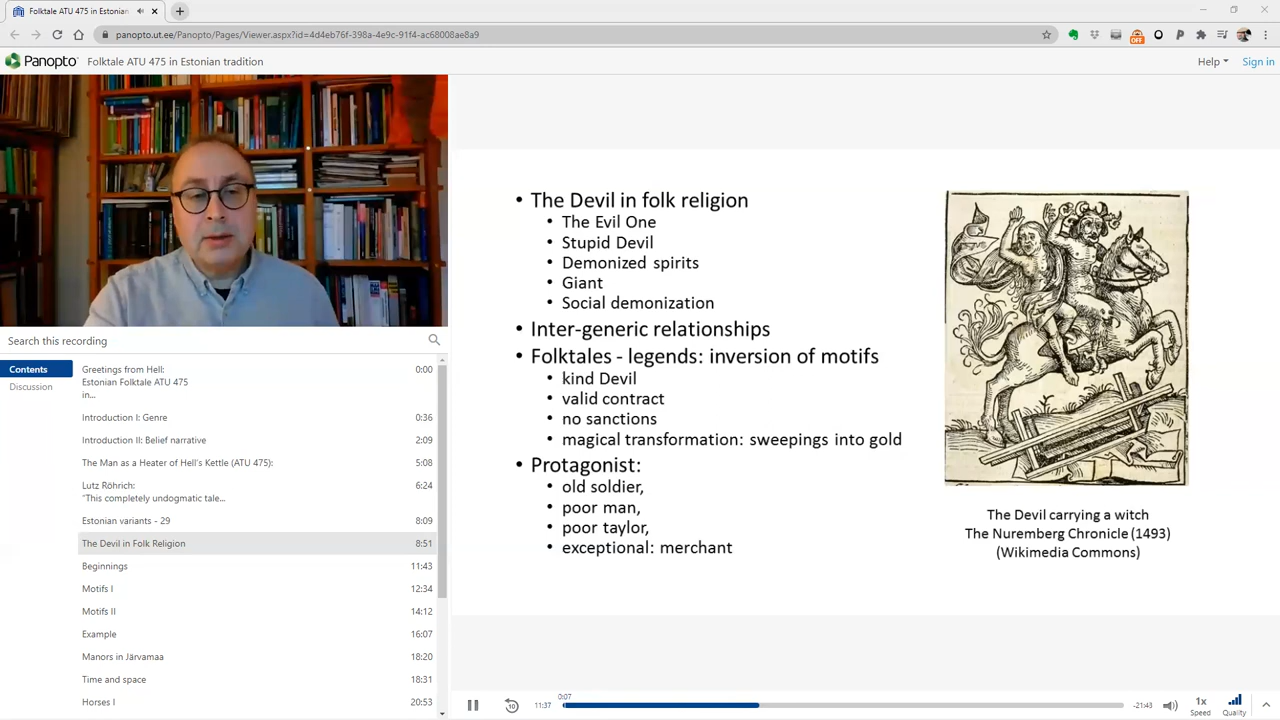 Folktale ATU 475 in Estonian
panopto.ut.ee/Panopto/Pages/Viewer.aspx?id=4d4eb76f-398a-4e9c-91f4-ac68008ae8a9
OFF
Panopto Folktale ATU 475 in Estonian tradition
Help
Sign in
Search this recording
Contents
Discussion
Greetings from Hell: 0:00
Estonian Folktale ATU 475
in...
Introduction I: Genre 0:36
Introduction II: Belief narrative 2:09
The Man as a Heater of Hell's Kettle (ATU 475): 5:08
Lutz Röhrich: 6:24
"This completely undogmatic tale...
Estonian variants - 29 8:09
The Devil in Folk Religion 8:51
Beginnings 11:43
Motifs I 12:34
Motifs II 14:12
Example 16:07
Manors in Järvamaa 18:20
Time and space 18:31
Horses I 20:53
• The Devil in folk religion
• The Evil One
• Stupid Devil
• Demonized spirits
• Giant
• Social demonization
• Inter-generic relationships
• Folktales - legends: inversion of motifs
• kind Devil
• valid contract
• no sanctions
• magical transformation: sweepings into gold
• Protagonist:
• old soldier,
• poor man,
• poor taylor,
• exceptional: merchant
The Devil carrying a witch
The Nuremberg Chronicle (1493)
(Wikimedia Commons)
0:07
10
11:37
-21:43
1x
Speed
Quality